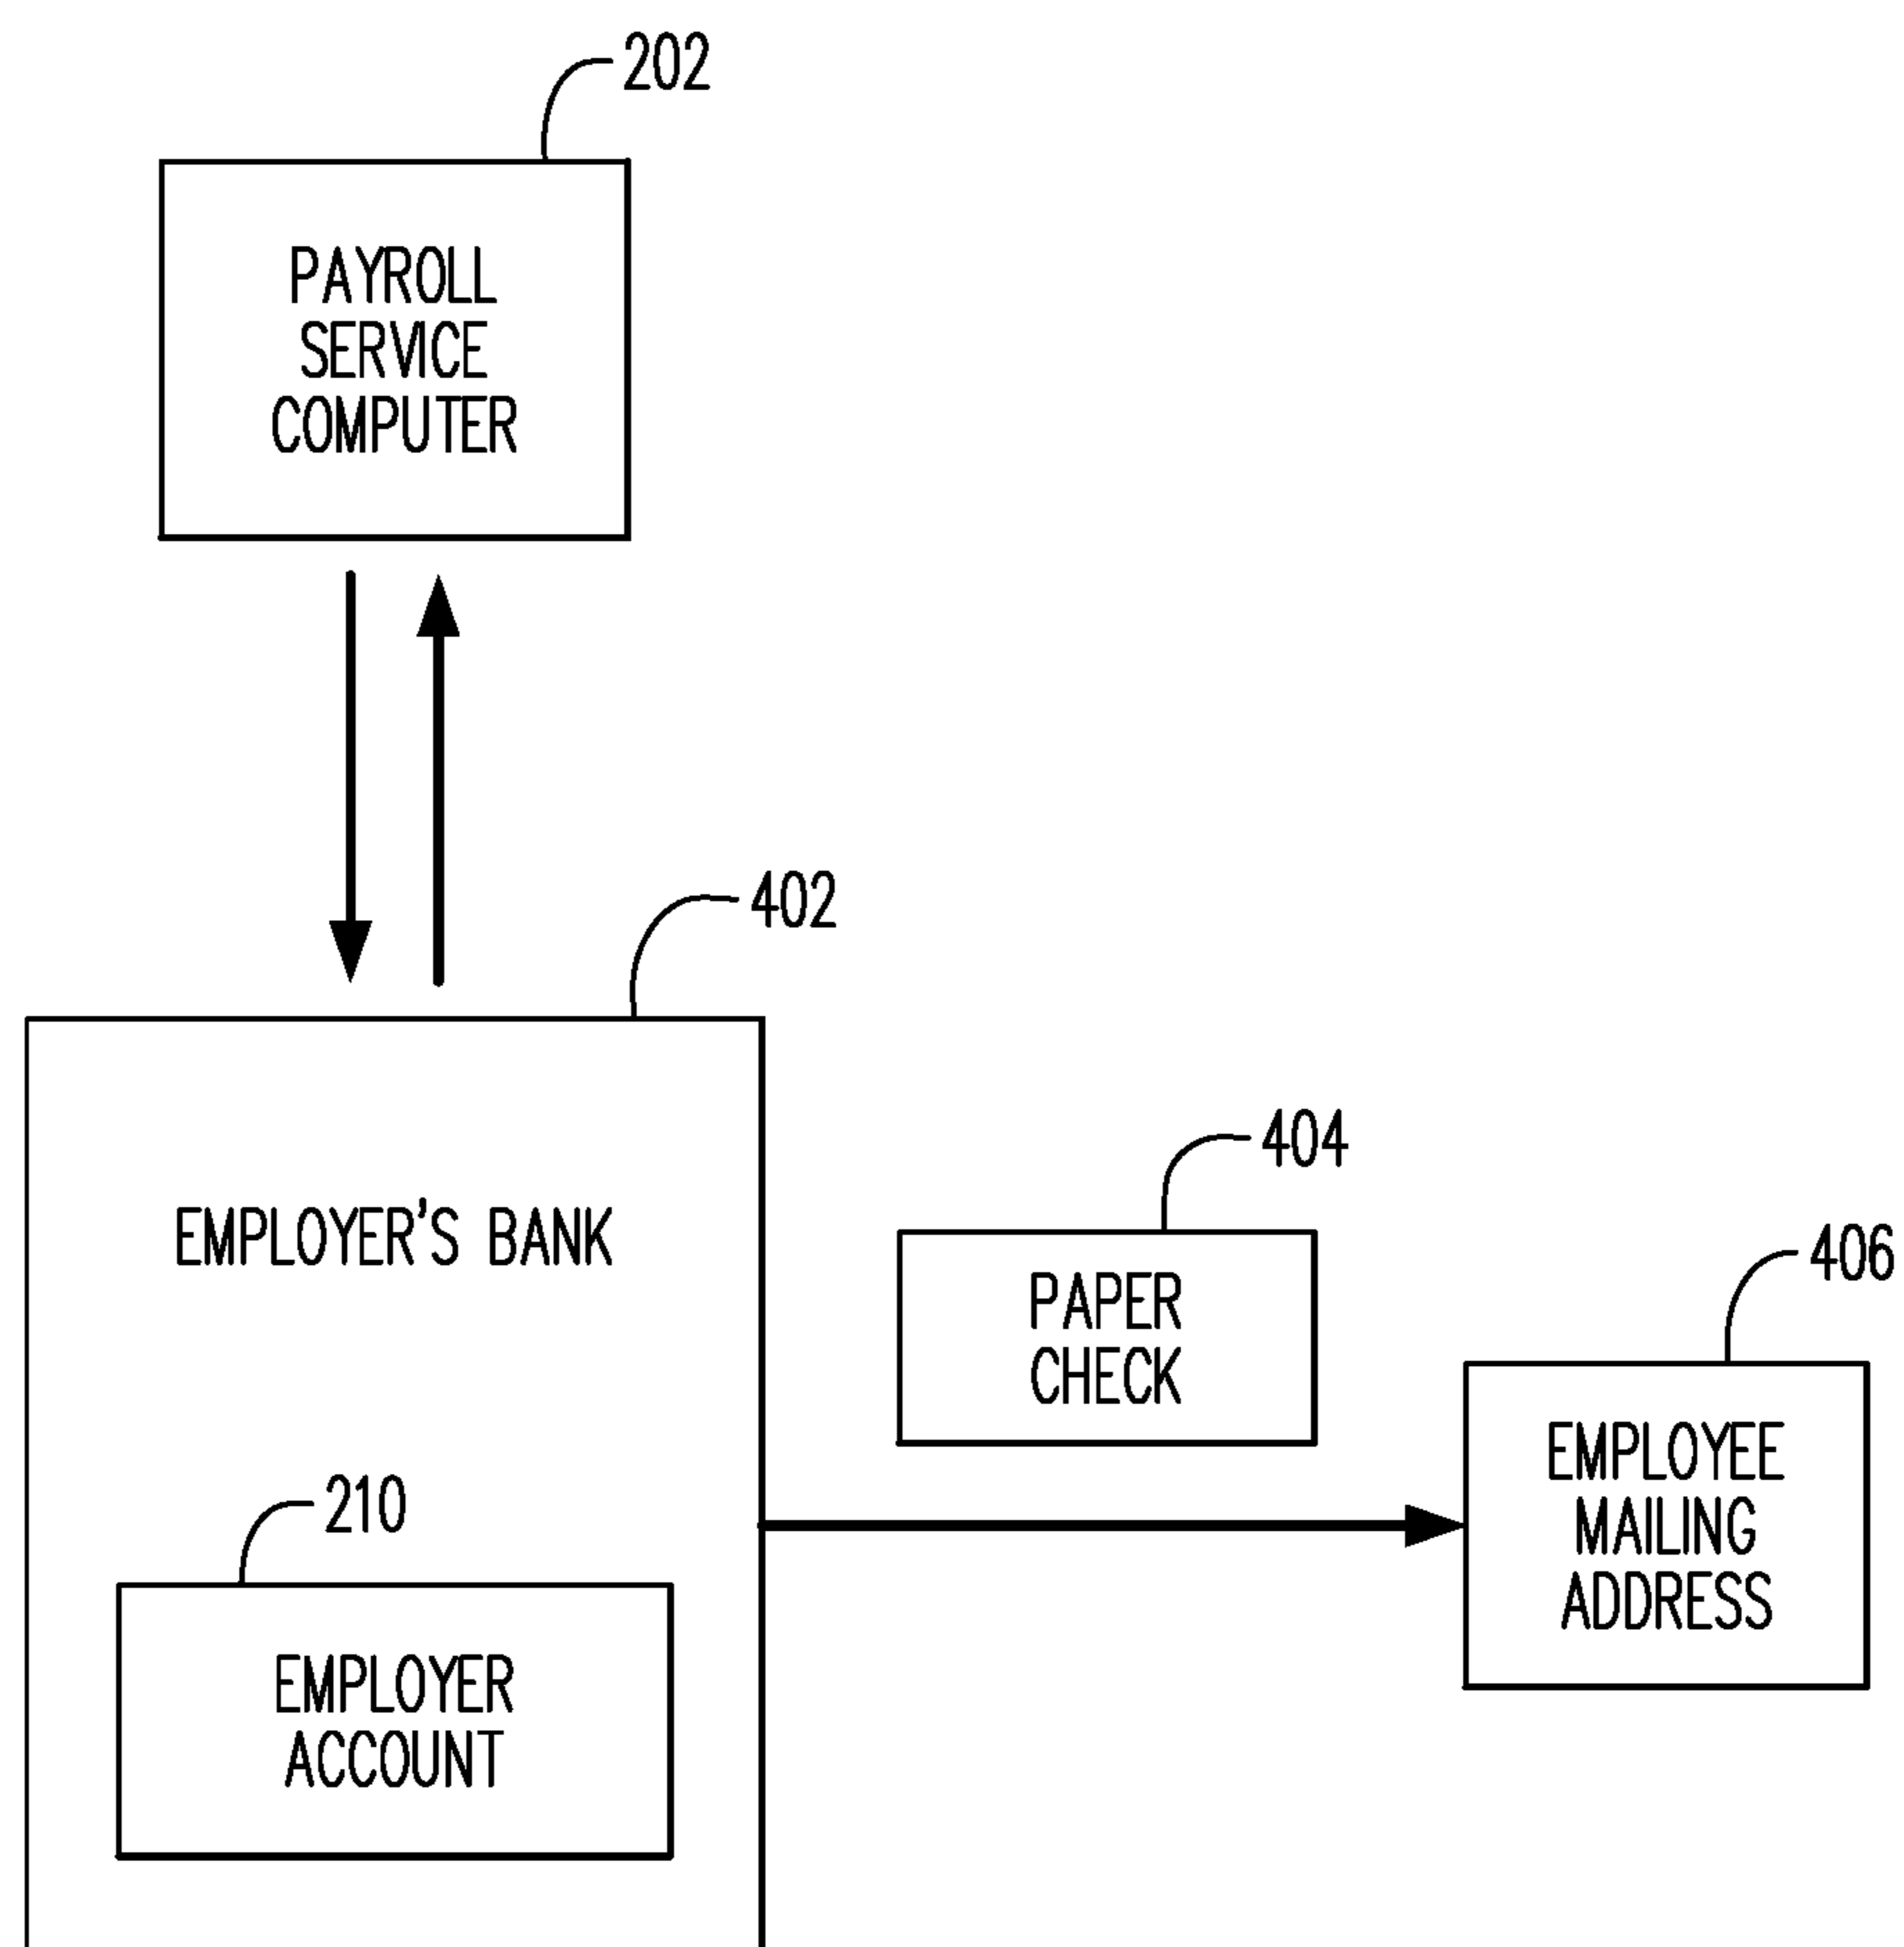 202
PAYROLL
SERVICE
COMPUTER
402
EMPLOYER'S BANK
404
PAPER
CHECK
406
EMPLOYEE
MAILING
ADDRESS
210
EMPLOYER
ACCOUNT